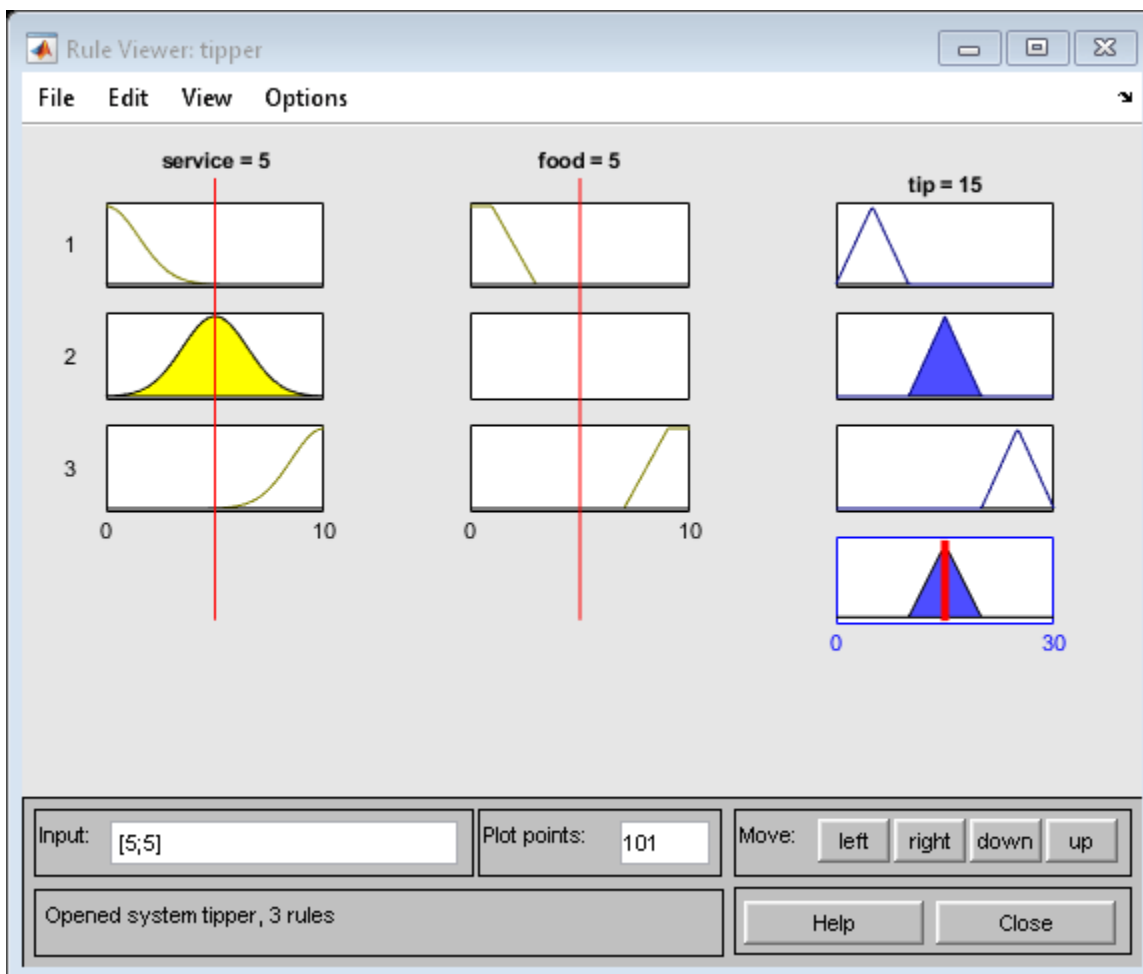 Rule Viewer: tipper
File Edit View Options
service = 5 food = 5
tip = 15
1
2
3
0 10 0 10
0 30
Input: [5;5] Plot points: 101 Move: left right down up
Opened system tipper, 3 rules Help Close